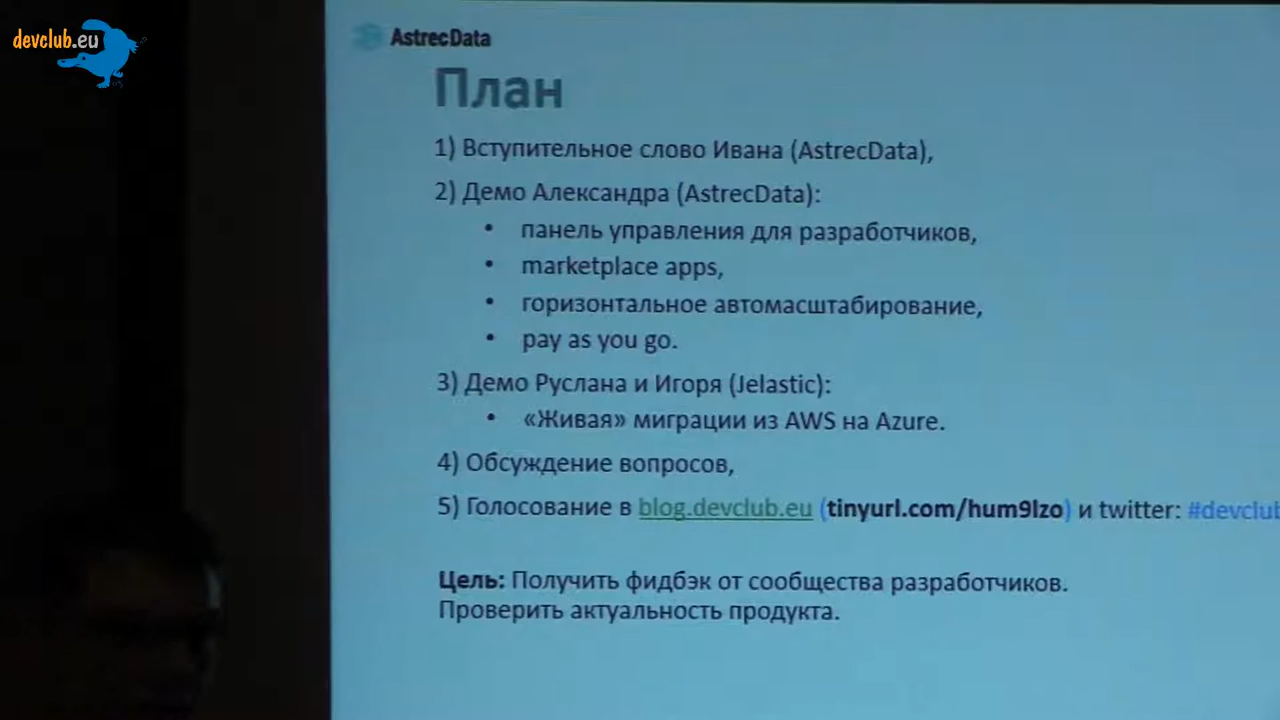 devclub.eu
AstrecData
План
1) Вступительное слово Ивана (AstrecData),
2) Демо Александра (AstrecData):
• панель управления для разработчиков,
• marketplace apps,
• горизонтальное автомасштабирование,
• pay as you go.
3) Демо Руслана и Игоря (Jelastic):
• «Живая» миграции из AWS на Azure.
4) Обсуждение вопросов,
5) Голосование в blog.devclub.eu (tinyurl.com/hum9lzo) и twitter: #devclub
Цель: Получить фидбэк от сообщества разработчиков.
Проверить актуальность продукта.